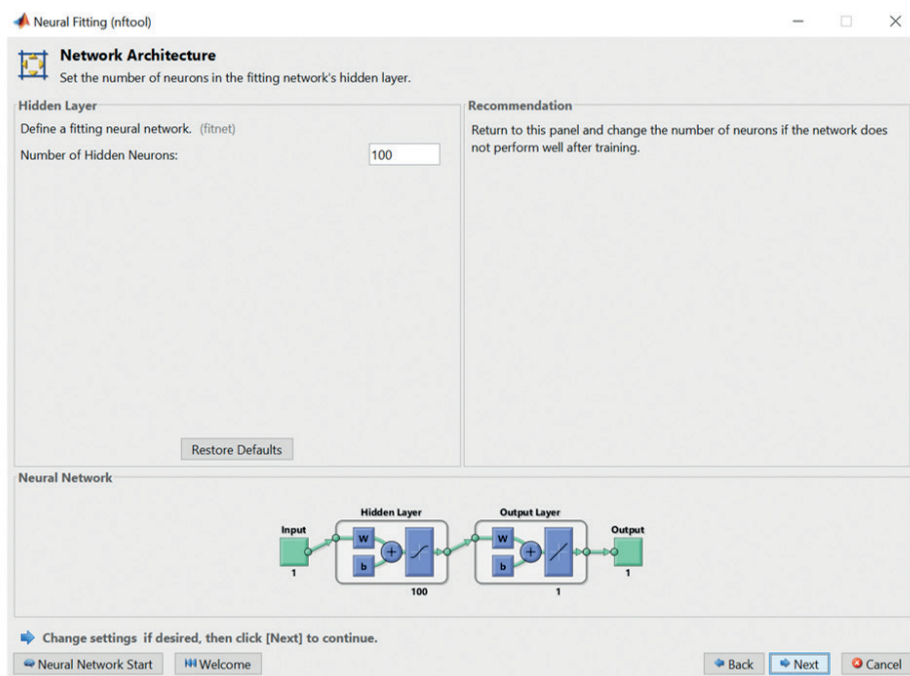 Neural Fitting (nftool)
Network Architecture
Set the number of neurons in the fitting network's hidden layer.
Hidden Layer
Define a fitting neural network. (fitnet)
Number of Hidden Neurons: 100
Restore Defaults
Recommendation
Return to this panel and change the number of neurons if the network does
not perform well after training.
Neural Network
Hidden Layer Output Layer
Input Output
W W
b b
1 100 1 1
Change settings if desired, then click [Next] to continue.
Neural Network Start Welcome Back Next Cancel